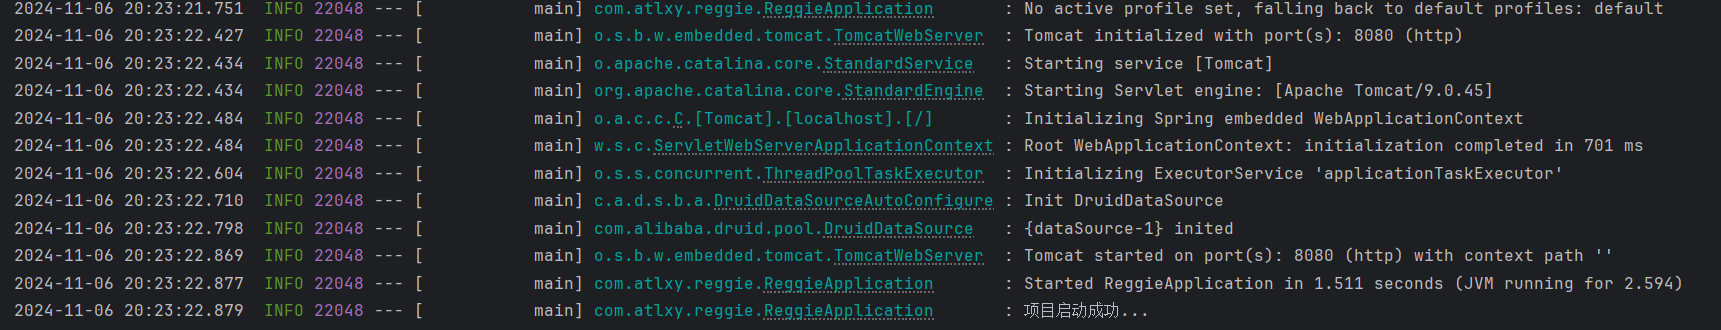 2024-11-06 20:23:21.751  INFO 22048 --- [           main] com.atlxy.reggie.ReggieApplication       : No active profile set, falling back to default profiles: default
2024-11-06 20:23:22.427  INFO 22048 --- [           main] o.s.b.w.embedded.tomcat.TomcatWebServer  : Tomcat initialized with port(s): 8080 (http)
2024-11-06 20:23:22.434  INFO 22048 --- [           main] o.apache.catalina.core.StandardService   : Starting service [Tomcat]
2024-11-06 20:23:22.434  INFO 22048 --- [           main] org.apache.catalina.core.StandardEngine  : Starting Servlet engine: [Apache Tomcat/9.0.45]
2024-11-06 20:23:22.484  INFO 22048 --- [           main] o.a.c.c.C.[Tomcat].[localhost].[/]       : Initializing Spring embedded WebApplicationContext
2024-11-06 20:23:22.484  INFO 22048 --- [           main] w.s.c.ServletWebServerApplicationContext : Root WebApplicationContext: initialization completed in 701 ms
2024-11-06 20:23:22.604  INFO 22048 --- [           main] o.s.s.concurrent.ThreadPoolTaskExecutor  : Initializing ExecutorService 'applicationTaskExecutor'
2024-11-06 20:23:22.710  INFO 22048 --- [           main] c.a.d.s.b.a.DruidDataSourceAutoConfigure : Init DruidDataSource
2024-11-06 20:23:22.798  INFO 22048 --- [           main] com.alibaba.druid.pool.DruidDataSource   : {dataSource-1} inited
2024-11-06 20:23:22.869  INFO 22048 --- [           main] o.s.b.w.embedded.tomcat.TomcatWebServer  : Tomcat started on port(s): 8080 (http) with context path ''
2024-11-06 20:23:22.877  INFO 22048 --- [           main] com.atlxy.reggie.ReggieApplication       : Started ReggieApplication in 1.511 seconds (JVM running for 2.594)
2024-11-06 20:23:22.879  INFO 22048 --- [           main] com.atlxy.reggie.ReggieApplication       : 项目启动成功...